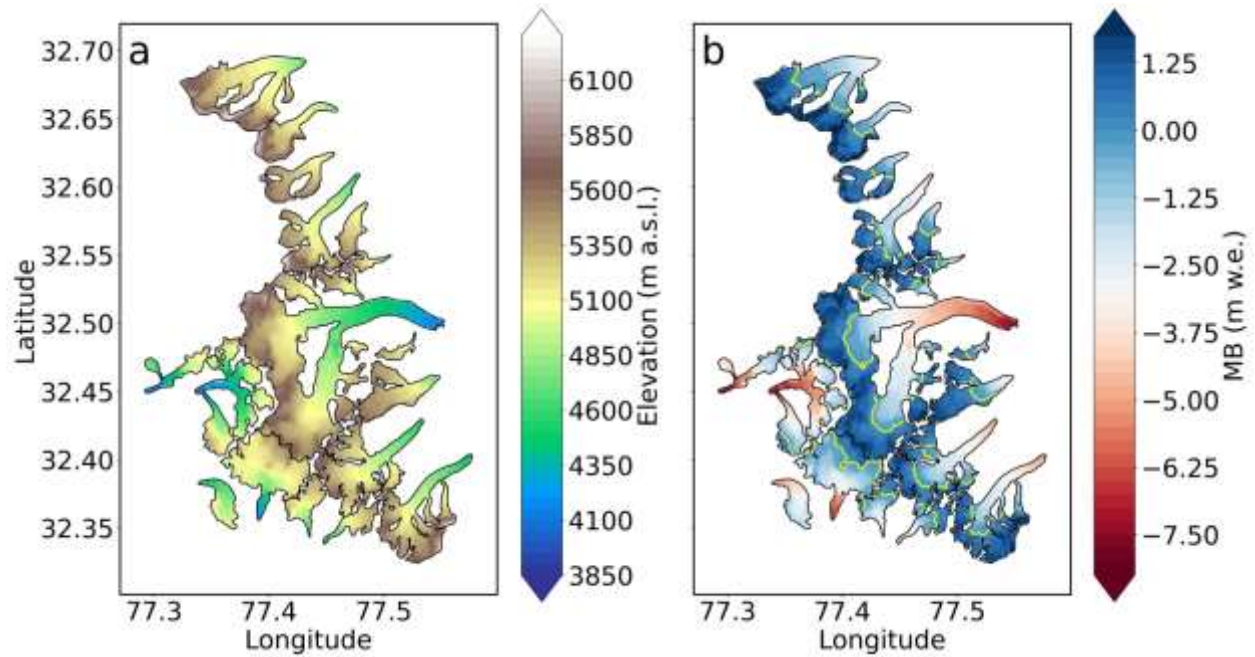 a
32.70
32.65
32.60
32.55
32.50
32.45
32.40
32.35
Latitude
77.3 77.4 77.5
Longitude
6100
5850
5600
5350
5100
4850
4600
4350
4100
3850
Elevation (m a.s.l.)
b
77.3 77.4 77.5
Longitude
1.25
0.00
−1.25
−2.50
−3.75
−5.00
−6.25
−7.50
MB (m w.e.)